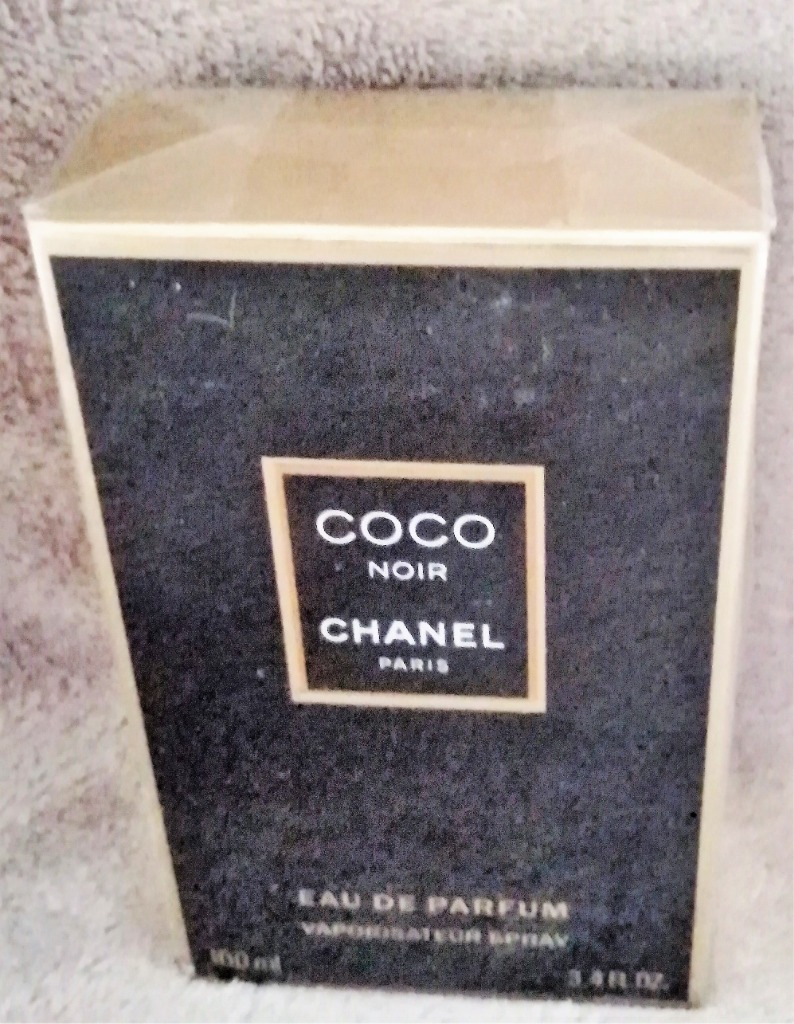 COCO
NOIR
CHANEL
PARIS
EAU DE PARFUM
VAPORISATEUR SPRAY
100 ml
3.4 FL. OZ.